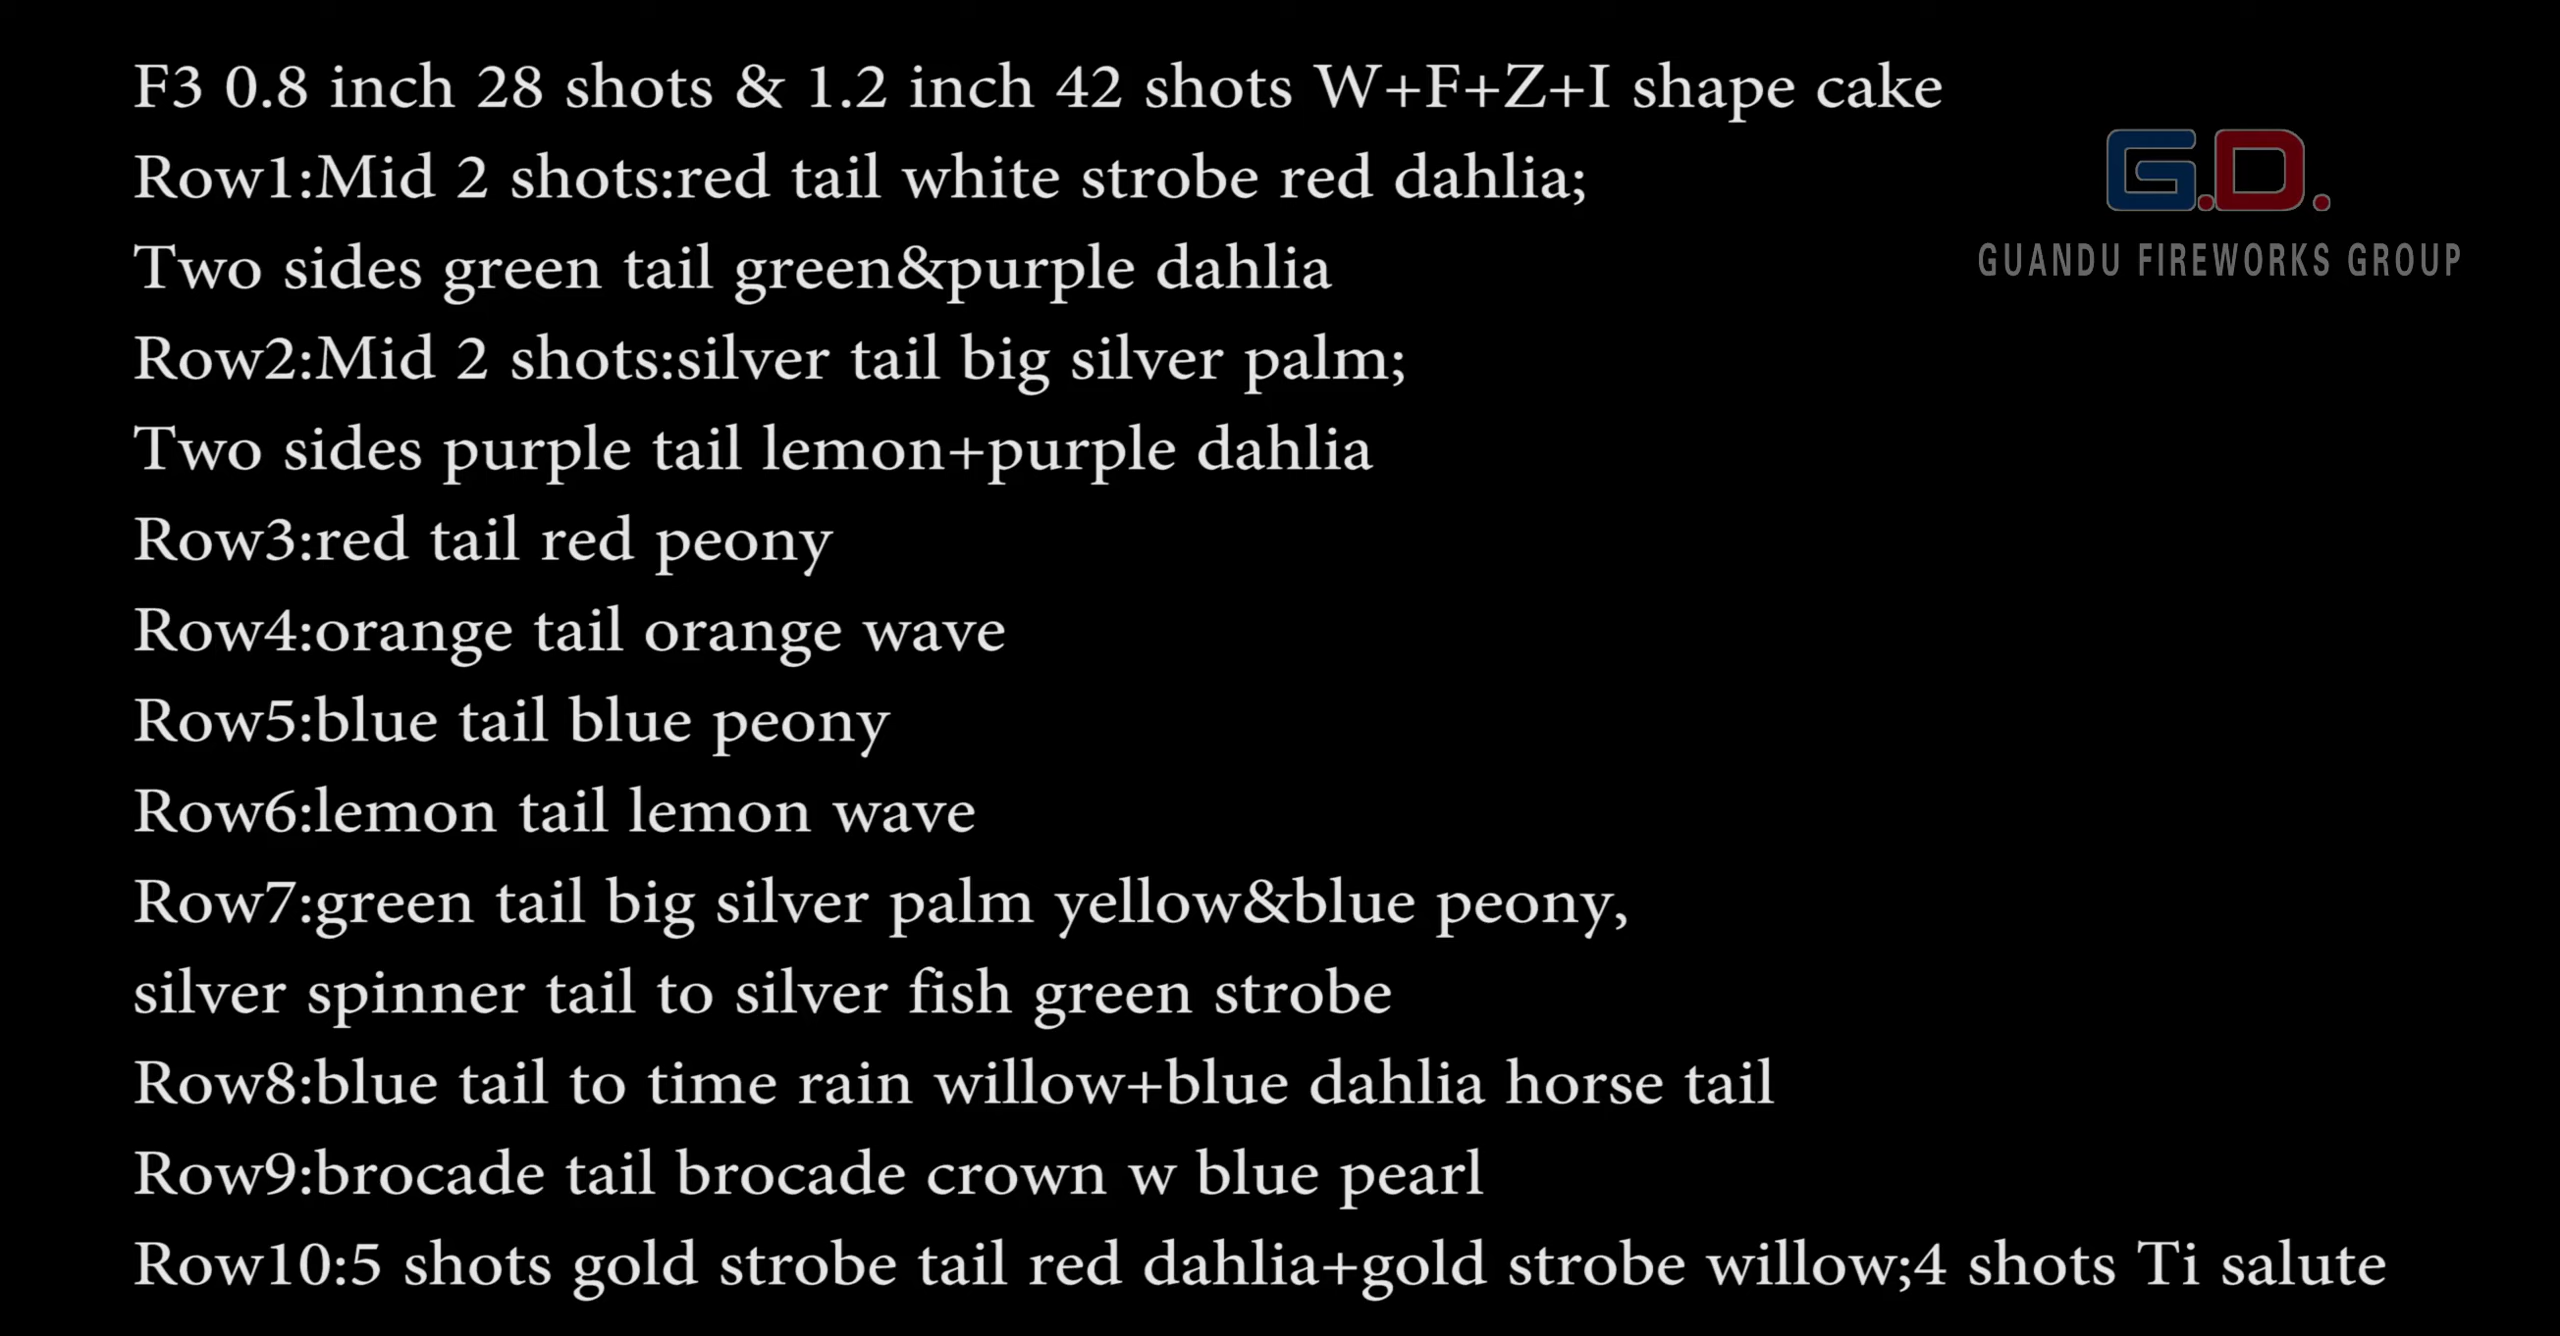 F3 0.8 inch 28 shots & 1.2 inch 42 shots W+F+Z+I shape cake
Row1:Mid 2 shots:red tail white strobe red dahlia;
Two sides green tail green&purple dahlia
Row2:Mid 2 shots:silver tail big silver palm;
Two sides purple tail lemon+purple dahlia
Row3:red tail red peony
Row4:orange tail orange wave
Row5:blue tail blue peony
Row6:lemon tail lemon wave
Row7:green tail big silver palm yellow&blue peony,
silver spinner tail to silver fish green strobe
Row8:blue tail to time rain willow+blue dahlia horse tail
Row9:brocade tail brocade crown w blue pearl
Row10:5 shots gold strobe tail red dahlia+gold strobe willow;4 shots Ti salute
G.D.
GUANDU FIREWORKS GROUP